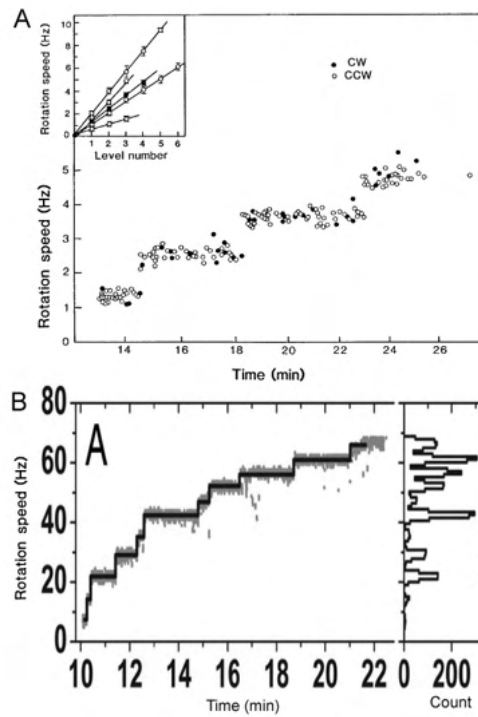 A
Rotation speed (Hz)
10
8
6
4
2
0
0 1 2 3 4 5 6
Level number
CW
CCW
Rotation speed (Hz)
5
4
3
2
1
0
14 16 18 20 22 24 26
Time (min)
B
A
Rotation speed (Hz)
80
60
40
20
0
10 12 14 16 18 20 22
Time (min)
0 200
Count